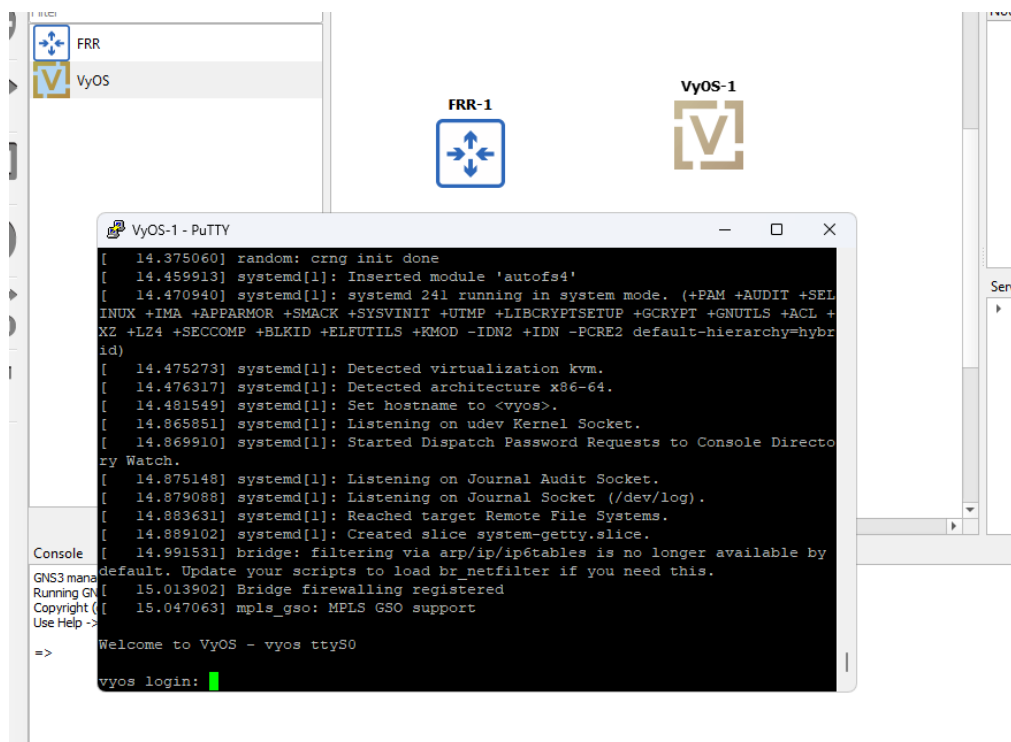 FRR
VyOS
FRR-1
VyOS-1
VyOS-1 - PuTTY
[   14.375060] random: crng init done
[   14.459913] systemd[1]: Inserted module 'autofs4'
[   14.470940] systemd[1]: systemd 241 running in system mode. (+PAM +AUDIT +SEL
INUX +IMA +APPARMOR +SMACK +SYSVINIT +UTMP +LIBCRYPTSETUP +GCRYPT +GNUTLS +ACL +
XZ +LZ4 +SECCOMP +BLKID +ELFUTILS +KMOD -IDN2 +IDN -PCRE2 default-hierarchy=hybr
id)
[   14.475273] systemd[1]: Detected virtualization kvm.
[   14.476317] systemd[1]: Detected architecture x86-64.
[   14.481549] systemd[1]: Set hostname to <vyos>.
[   14.865851] systemd[1]: Listening on udev Kernel Socket.
[   14.869910] systemd[1]: Started Dispatch Password Requests to Console Directo
ry Watch.
[   14.875148] systemd[1]: Listening on Journal Audit Socket.
[   14.879088] systemd[1]: Listening on Journal Socket (/dev/log).
[   14.883631] systemd[1]: Reached target Remote File Systems.
[   14.889102] systemd[1]: Created slice system-getty.slice.
[   14.991531] bridge: filtering via arp/ip/ip6tables is no longer available by
default. Update your scripts to load br_netfilter if you need this.
[   15.013902] Bridge firewalling registered
[   15.047063] mpls_gso: MPLS GSO support
Welcome to VyOS - vyos ttyS0
vyos login:
Console
GNS3 mana
Running GN
Copyright (
Use Help ->
=>
Ser